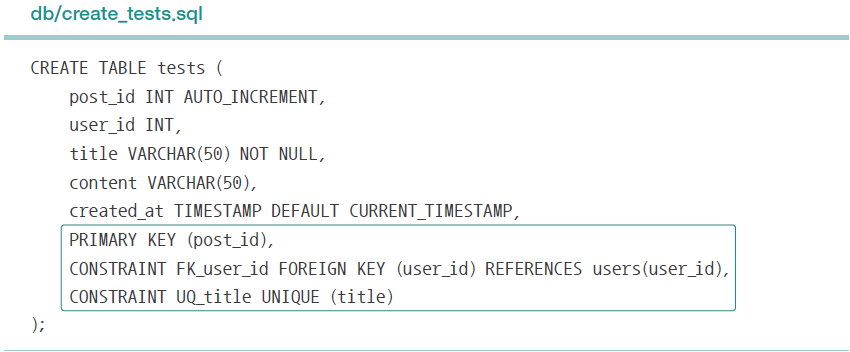 db/create_tests.sql
CREATE TABLE tests (
post_id INT AUTO_INCREMENT,
user_id INT,
title VARCHAR(50) NOT NULL,
content VARCHAR(50),
created_at TIMESTAMP DEFAULT CURRENT_TIMESTAMP,
PRIMARY KEY (post_id),
CONSTRAINT FK_user_id FOREIGN KEY (user_id) REFERENCES users(user_id),
CONSTRAINT UQ_title UNIQUE (title)
);